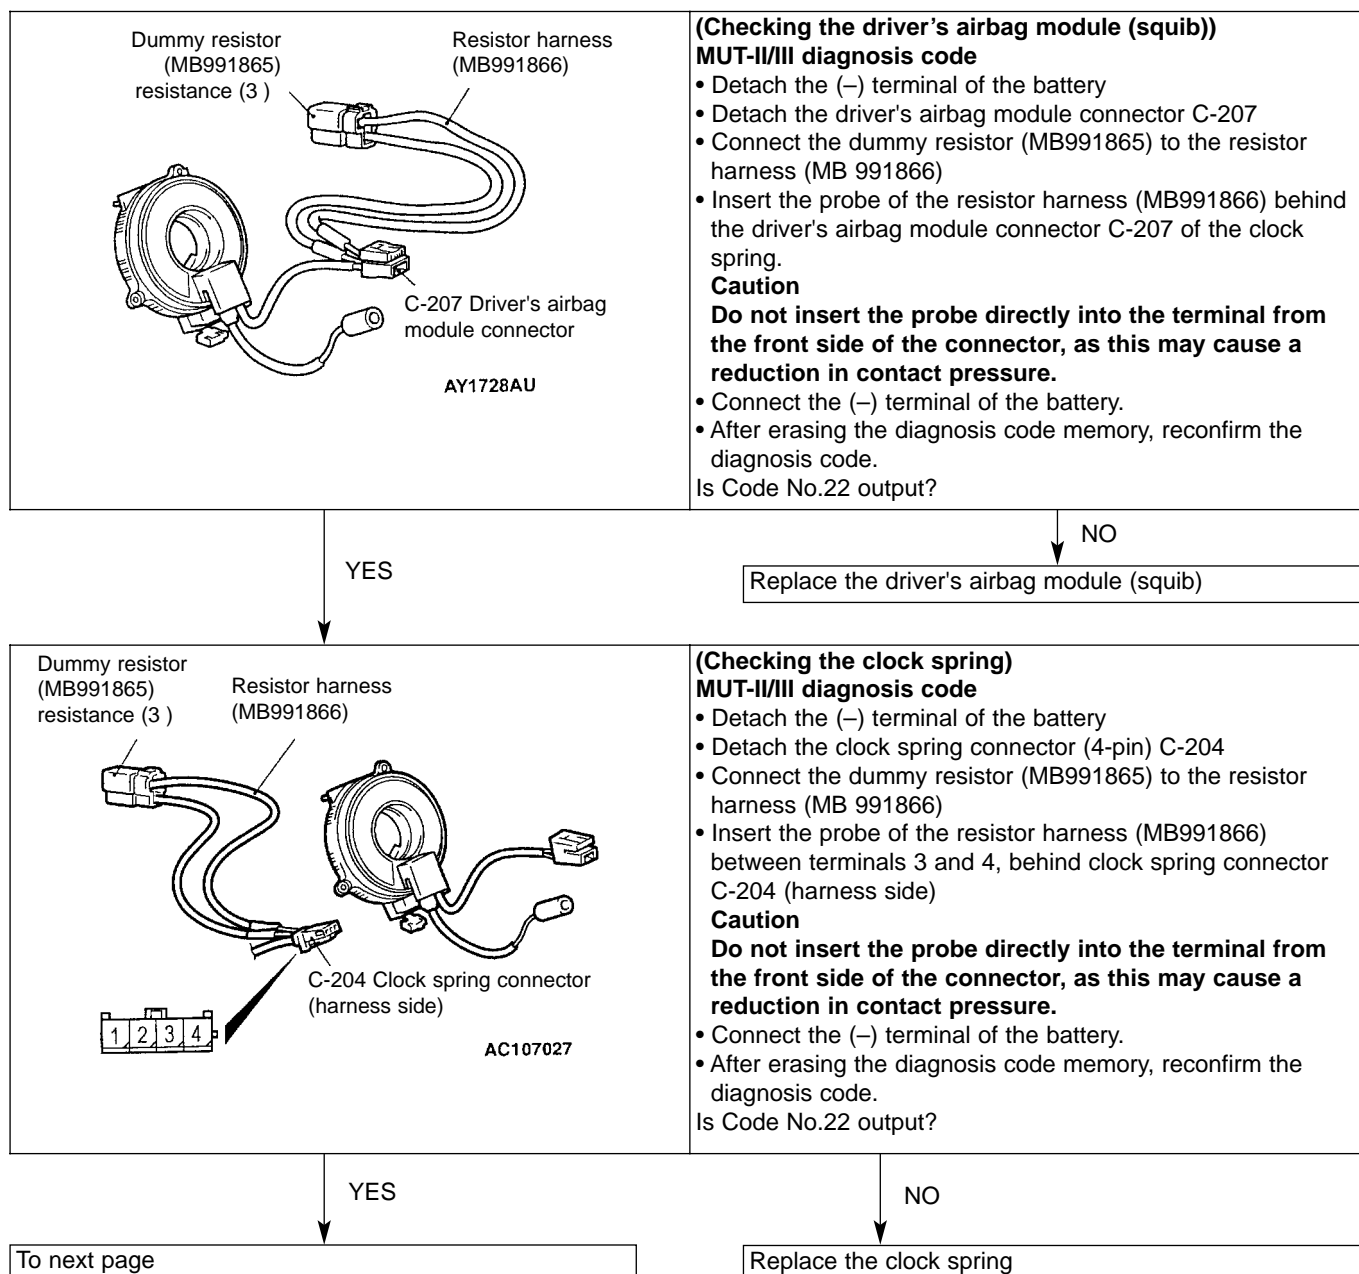 Dummy resistor
(MB991865)
resistance (3 )
Resistor harness
(MB991866)
C-207 Driver's airbag
module connector
AY1728AU
(Checking the driver’s airbag module (squib))
MUT-II/III diagnosis code
• Detach the (–) terminal of the battery
• Detach the driver's airbag module connector C-207
• Connect the dummy resistor (MB991865) to the resistor
harness (MB 991866)
• Insert the probe of the resistor harness (MB991866) behind
the driver's airbag module connector C-207 of the clock
spring.
Caution
Do not insert the probe directly into the terminal from
the front side of the connector, as this may cause a
reduction in contact pressure.
• Connect the (–) terminal of the battery.
• After erasing the diagnosis code memory, reconfirm the
diagnosis code.
Is Code No.22 output?
YES
NO
Replace the driver's airbag module (squib)
Dummy resistor
(MB991865)
resistance (3 )
Resistor harness
(MB991866)
C-204 Clock spring connector
(harness side)
1 2 3 4
AC107027
(Checking the clock spring)
MUT-II/III diagnosis code
• Detach the (–) terminal of the battery
• Detach the clock spring connector (4-pin) C-204
• Connect the dummy resistor (MB991865) to the resistor
harness (MB 991866)
• Insert the probe of the resistor harness (MB991866)
between terminals 3 and 4, behind clock spring connector
C-204 (harness side)
Caution
Do not insert the probe directly into the terminal from
the front side of the connector, as this may cause a
reduction in contact pressure.
• Connect the (–) terminal of the battery.
• After erasing the diagnosis code memory, reconfirm the
diagnosis code.
Is Code No.22 output?
YES
NO
To next page
Replace the clock spring